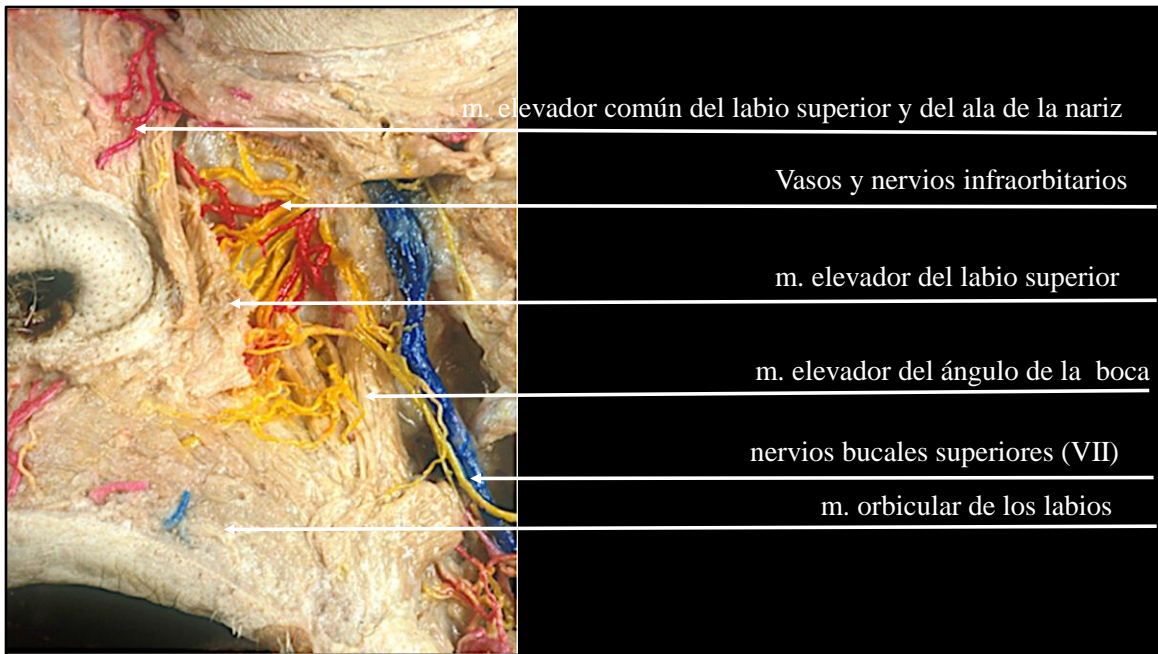 m. elevador común del labio superior y del ala de la nariz
Vasos y nervios infraorbitarios
m. elevador del labio superior
m. elevador del ángulo de la boca
nervios bucales superiores (VII)
m. orbicular de los labios